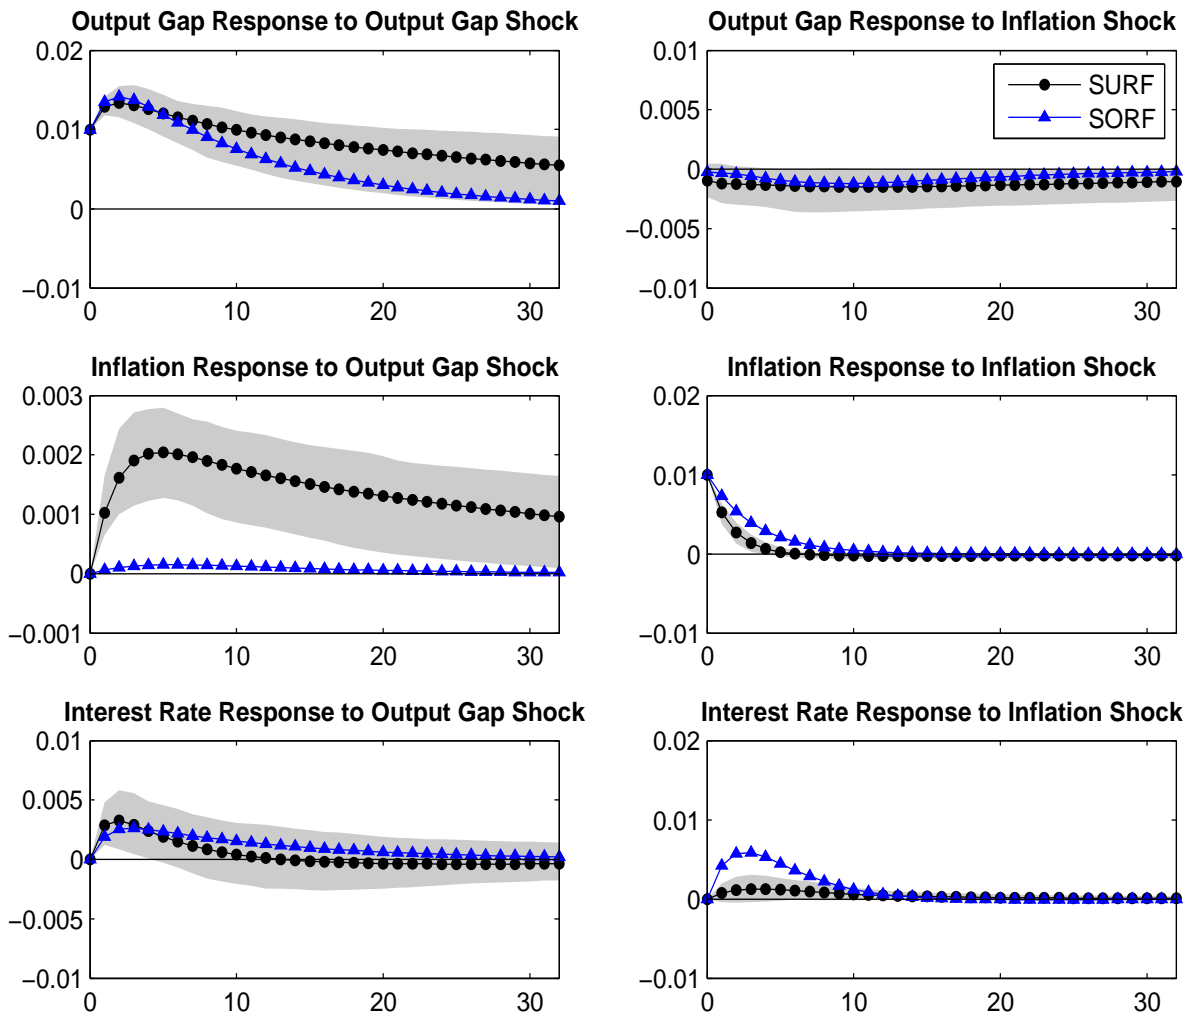 Output Gap Response to Output Gap Shock
0.02
0.01
0
−0.01
0 10 20 30
Output Gap Response to Inflation Shock
0.01
0.005
0
−0.005
−0.01
0 10 20 30
SURF
SORF
Inflation Response to Output Gap Shock
0.003
0.002
0.001
0
−0.001
0 10 20 30
Inflation Response to Inflation Shock
0.02
0.01
0
−0.01
0 10 20 30
Interest Rate Response to Output Gap Shock
0.01
0.005
0
−0.005
−0.01
0 10 20 30
Interest Rate Response to Inflation Shock
0.02
0.01
0
−0.01
0 10 20 30